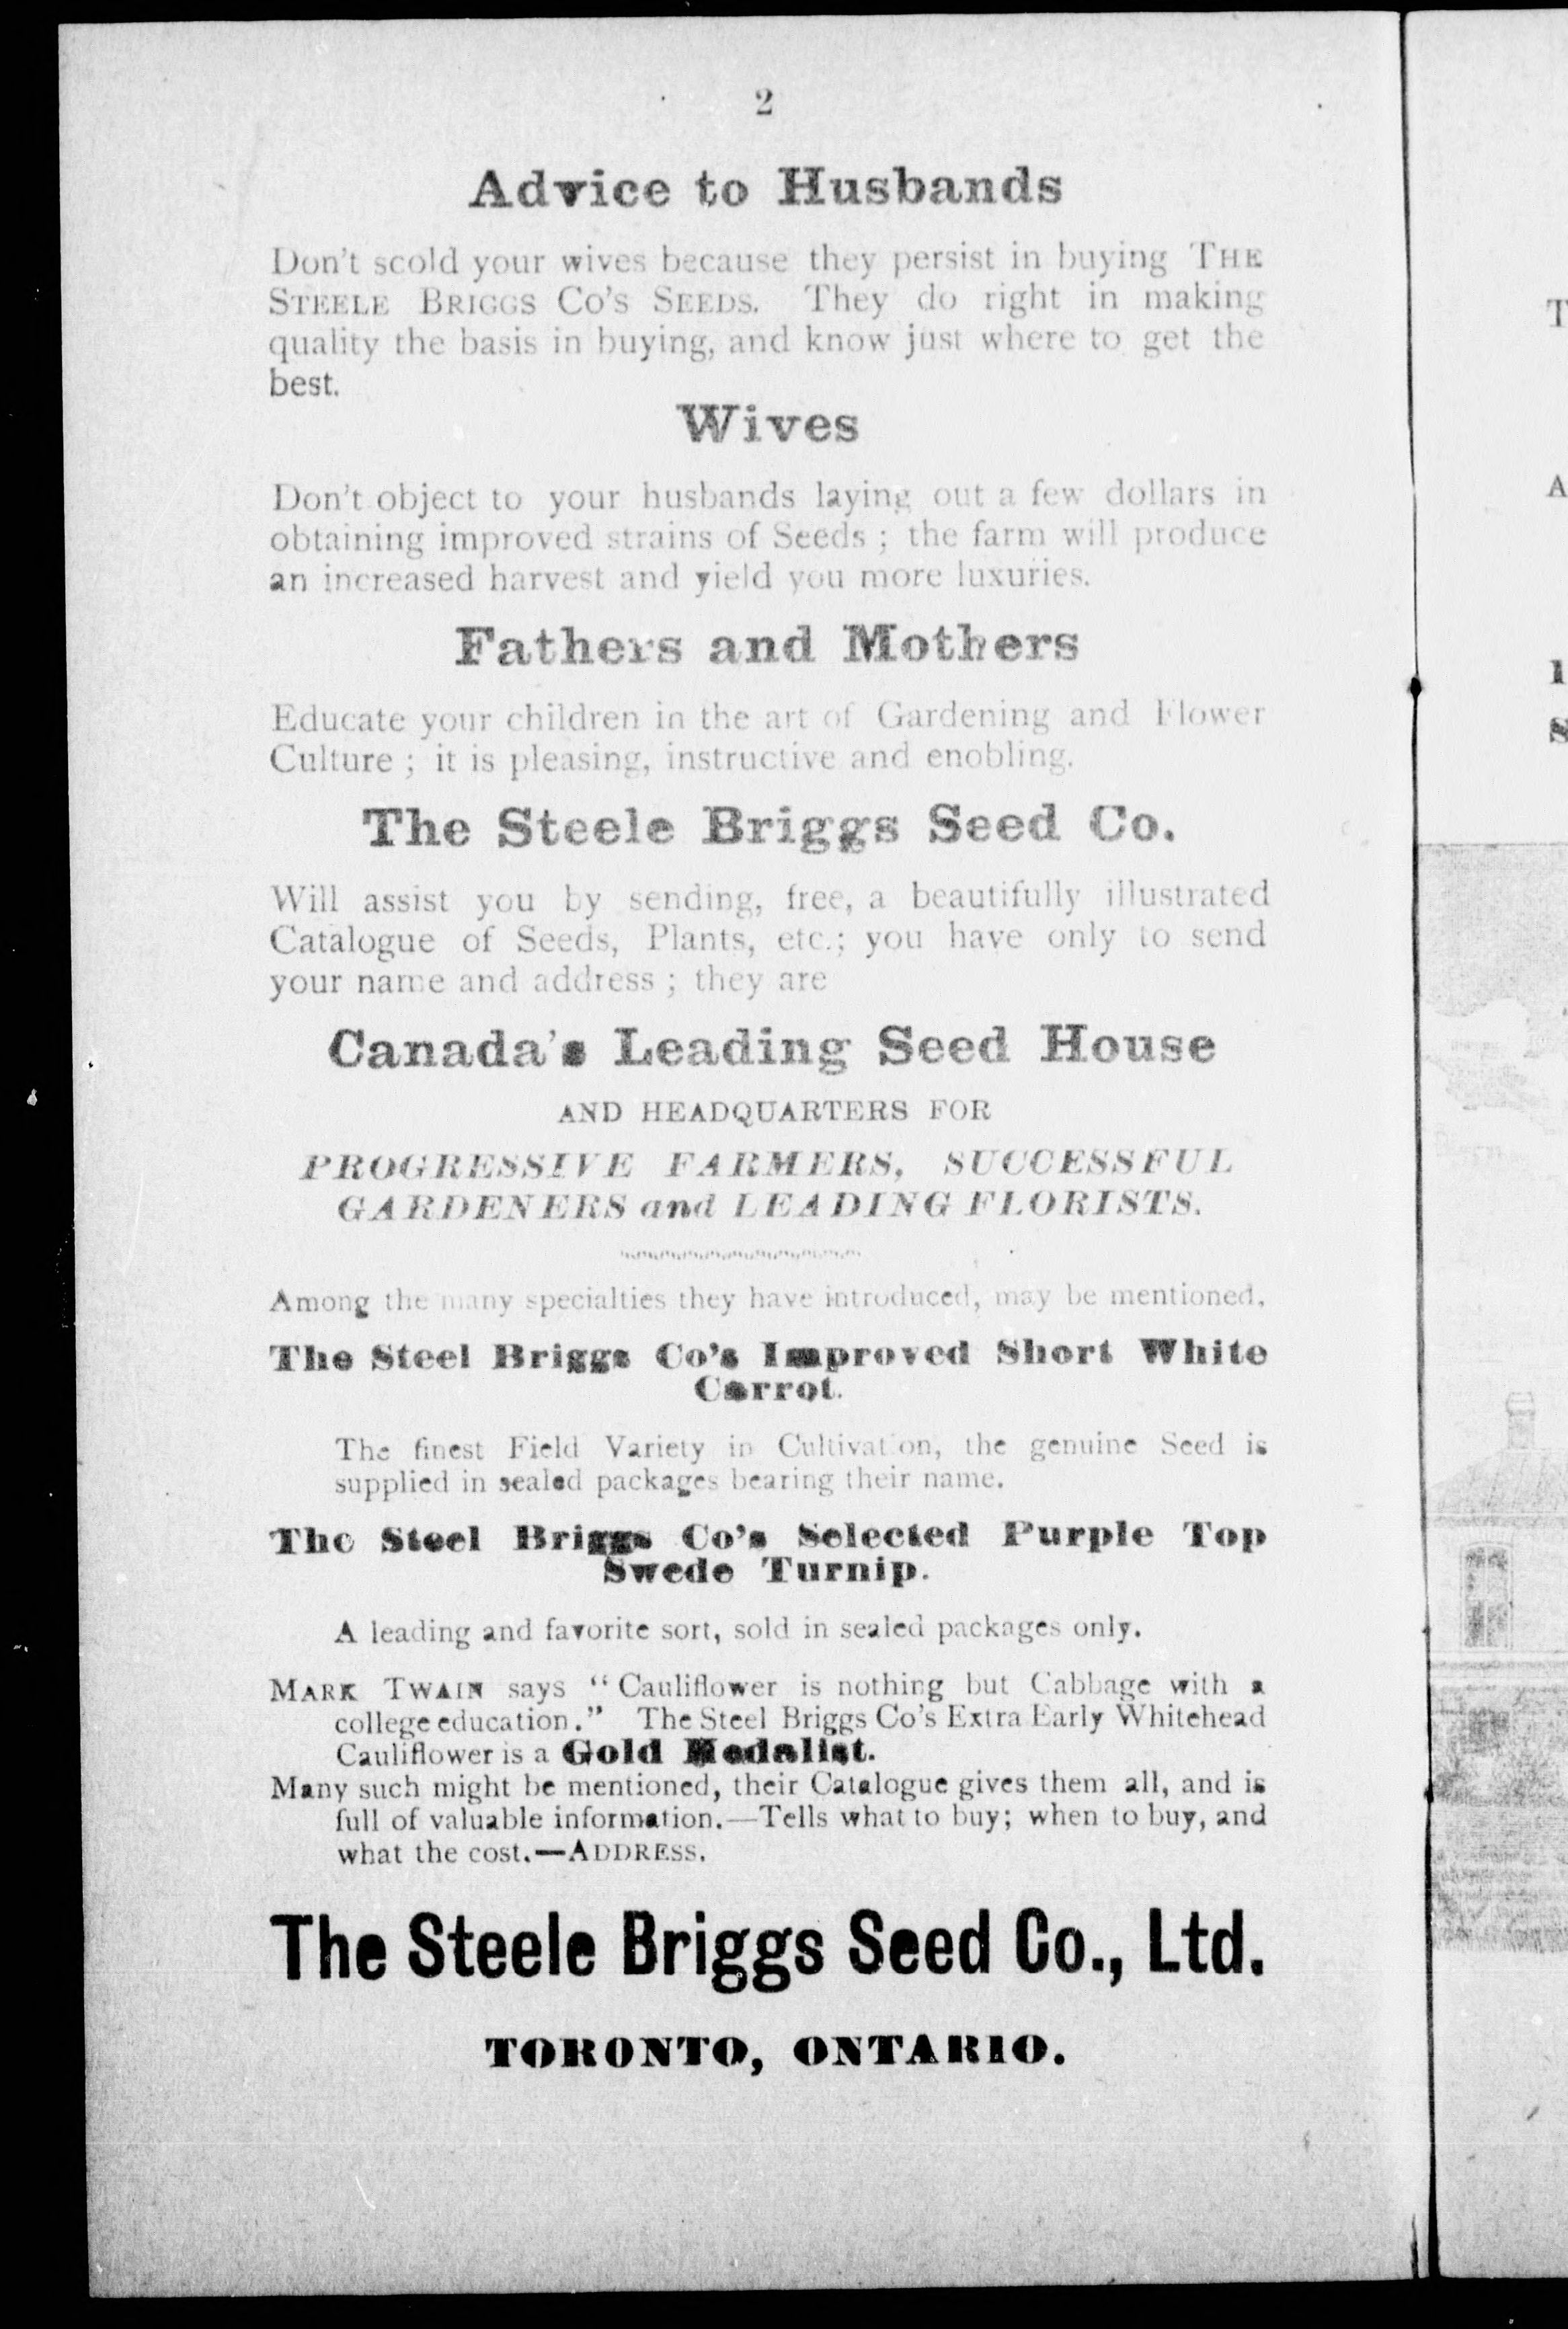 2
Advice to Husbands
Don't scold your wives because they persist in buying THE
STEELE BRIGGS CO'S SEEDS. They do right in making
quality the basis in buying, and know just where to get the
best.
Wives
Don't object to your husbands laying out a few dollars in
obtaining improved strains of Seeds ; the farm will produce
an increased harvest and yield you more luxuries.
Fathers and Mothers
Educate your children in the art of Gardening and Flower
Culture ; it is pleasing, instructive and enobling.
The Steele Briggs Seed Co.
Will assist you by sending, free, a beautifully illustrated
Catalogue of Seeds, Plants, etc.; you have only to send
your name and address ; they are
Canada's Leading Seed House
AND HEADQUARTERS FOR
PROGRESSIVE FARMERS, SUCCESSFUL
GARDENERS and LEADING FLORISTS.
Among the many specialties they have introduced, may be mentioned,
The Steel Briggs Co's Improved Short White
Carrot.
The finest Field Variety in Cultivation, the genuine Seed is
supplied in sealed packages bearing their name.
The Steel Briggs Co's Selected Purple Top
Swede Turnip.
A leading and favorite sort, sold in sealed packages only.
MARK TWAIN says "Cauliflower is nothing but Cabbage with a
college education." The Steel Briggs Co's Extra Early Whitehead
Cauliflower is a Gold Medalist.
Many such might be mentioned, their Catalogue gives them all, and is
full of valuable information.—Tells what to buy; when to buy, and
what the cost.—ADDRESS.
The Steele Briggs Seed Co., Ltd.
TORONTO, ONTARIO.